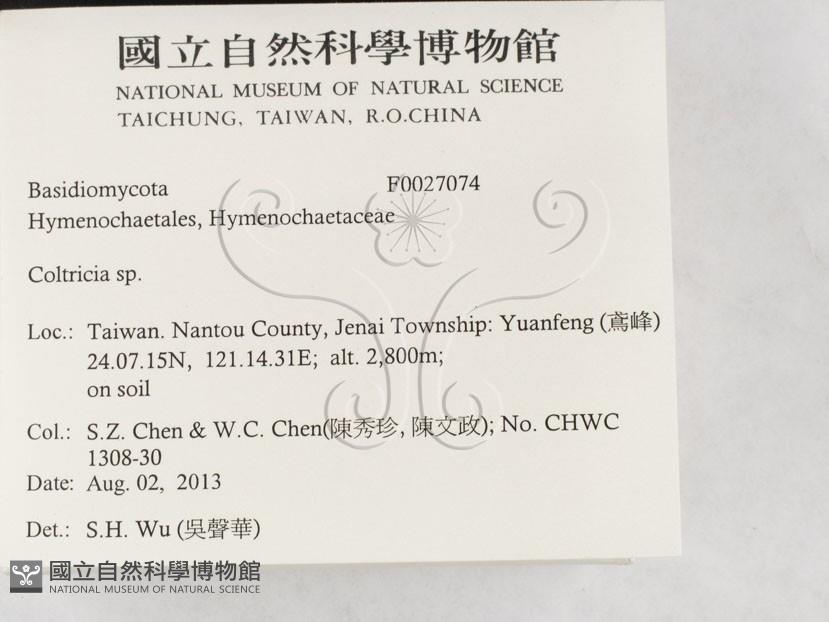 國立自然科學博物館
NATIONAL MUSEUM OF NATURAL SCIENCE
TAICHUNG, TAIWAN, R.O.CHINA
Basidiomycota F0027074
Hymenochaetales, Hymenochaetaceae
Coltricia sp.
Loc.: Taiwan. Nantou County, Jenai Township: Yuanfeng (鳶峰)
24.07.15N, 121.14.31E; alt. 2,800m;
on soil
Col.: S.Z. Chen & W.C. Chen(陳秀珍, 陳文政); No. CHWC
1308-30
Date: Aug. 02, 2013
Det.: S.H. Wu (吳聲華)
國立自然科學博物館
NATIONAL MUSEUM OF NATURAL SCIENCE